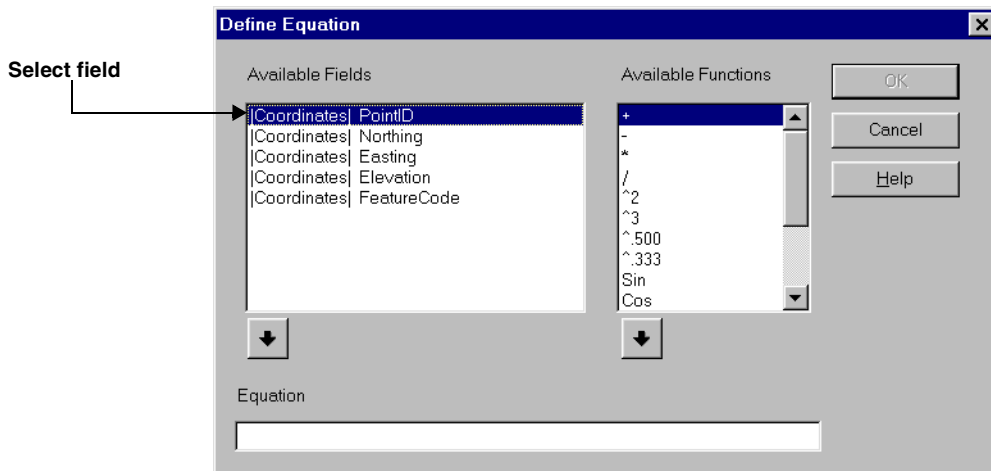 Define Equation
Select field
Available Fields
|Coordinates| PointID
|Coordinates| Northing
|Coordinates| Easting
|Coordinates| Elevation
|Coordinates| FeatureCode
Available Functions
+
-
*
/
^2
^3
^.500
^.333
Sin
Cos
OK
Cancel
Help
Equation